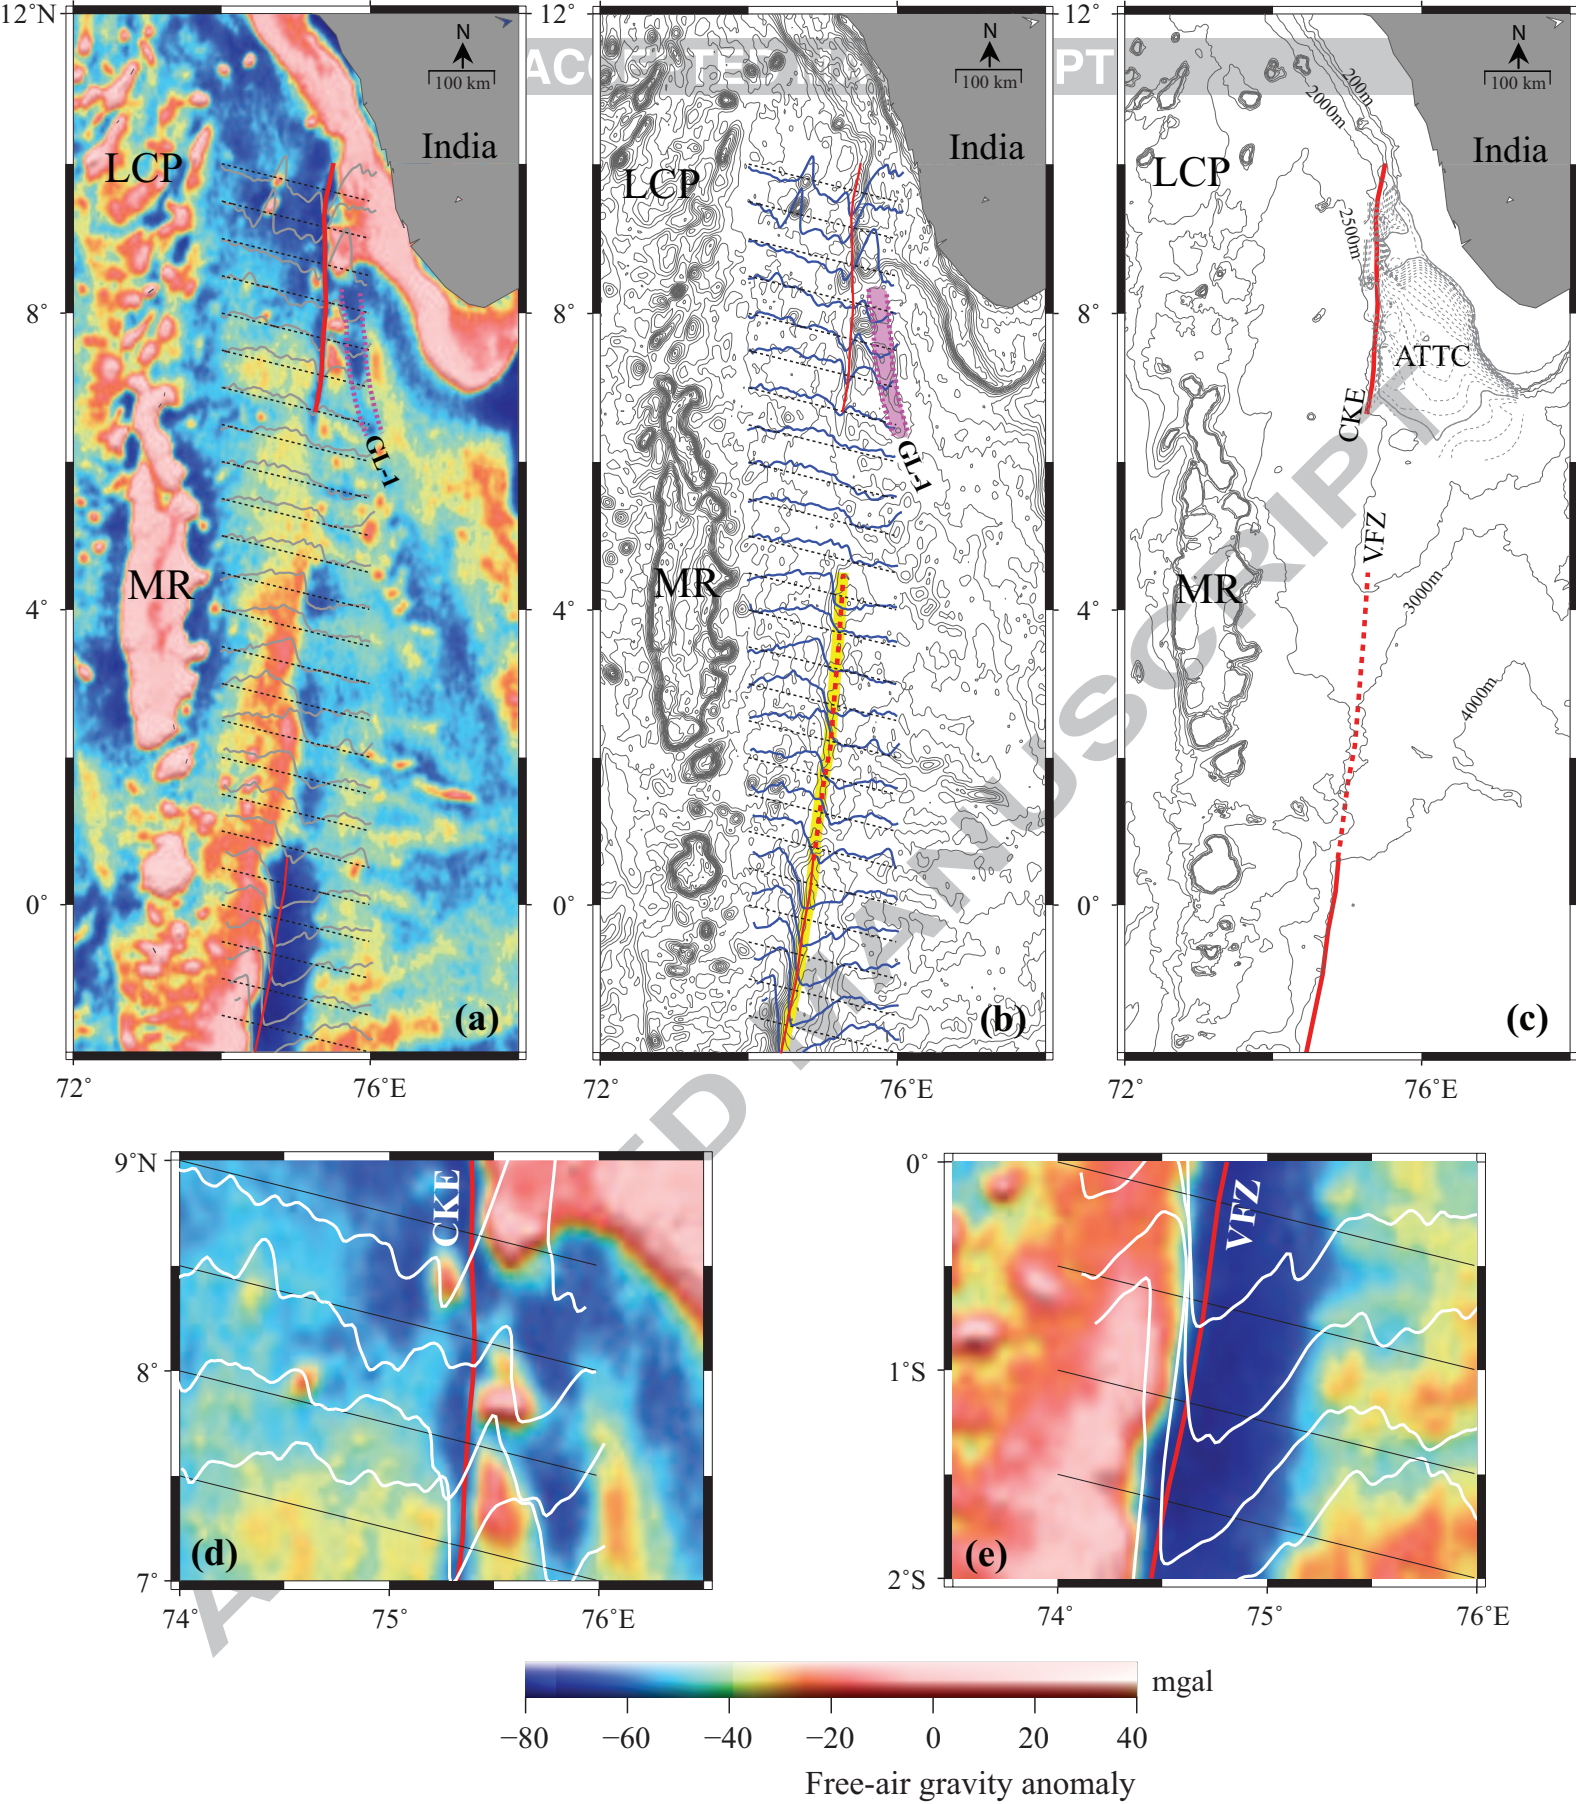 ACCEPTED MANUSCRIPT
12˚N
8˚
4˚
0˚
72˚
76˚E
N
100 km
India
LCP
MR
GL-1
(a)
12˚
8˚
4˚
0˚
72˚
76˚E
N
100 km
India
LCP
MR
GL-1
(b)
12˚
8˚
4˚
0˚
72˚
76˚E
N
100 km
India
LCP
MR
200m
2000m
2500m
ATTC
CKE
VFZ
3000m
4000m
(c)
9˚N
8˚
7˚
74˚
75˚
76˚E
CKE
(d)
0˚
1˚S
2˚S
74˚
75˚
76˚E
VFZ
(e)
mgal
−80 −60 −40 −20 0 20 40
Free-air gravity anomaly